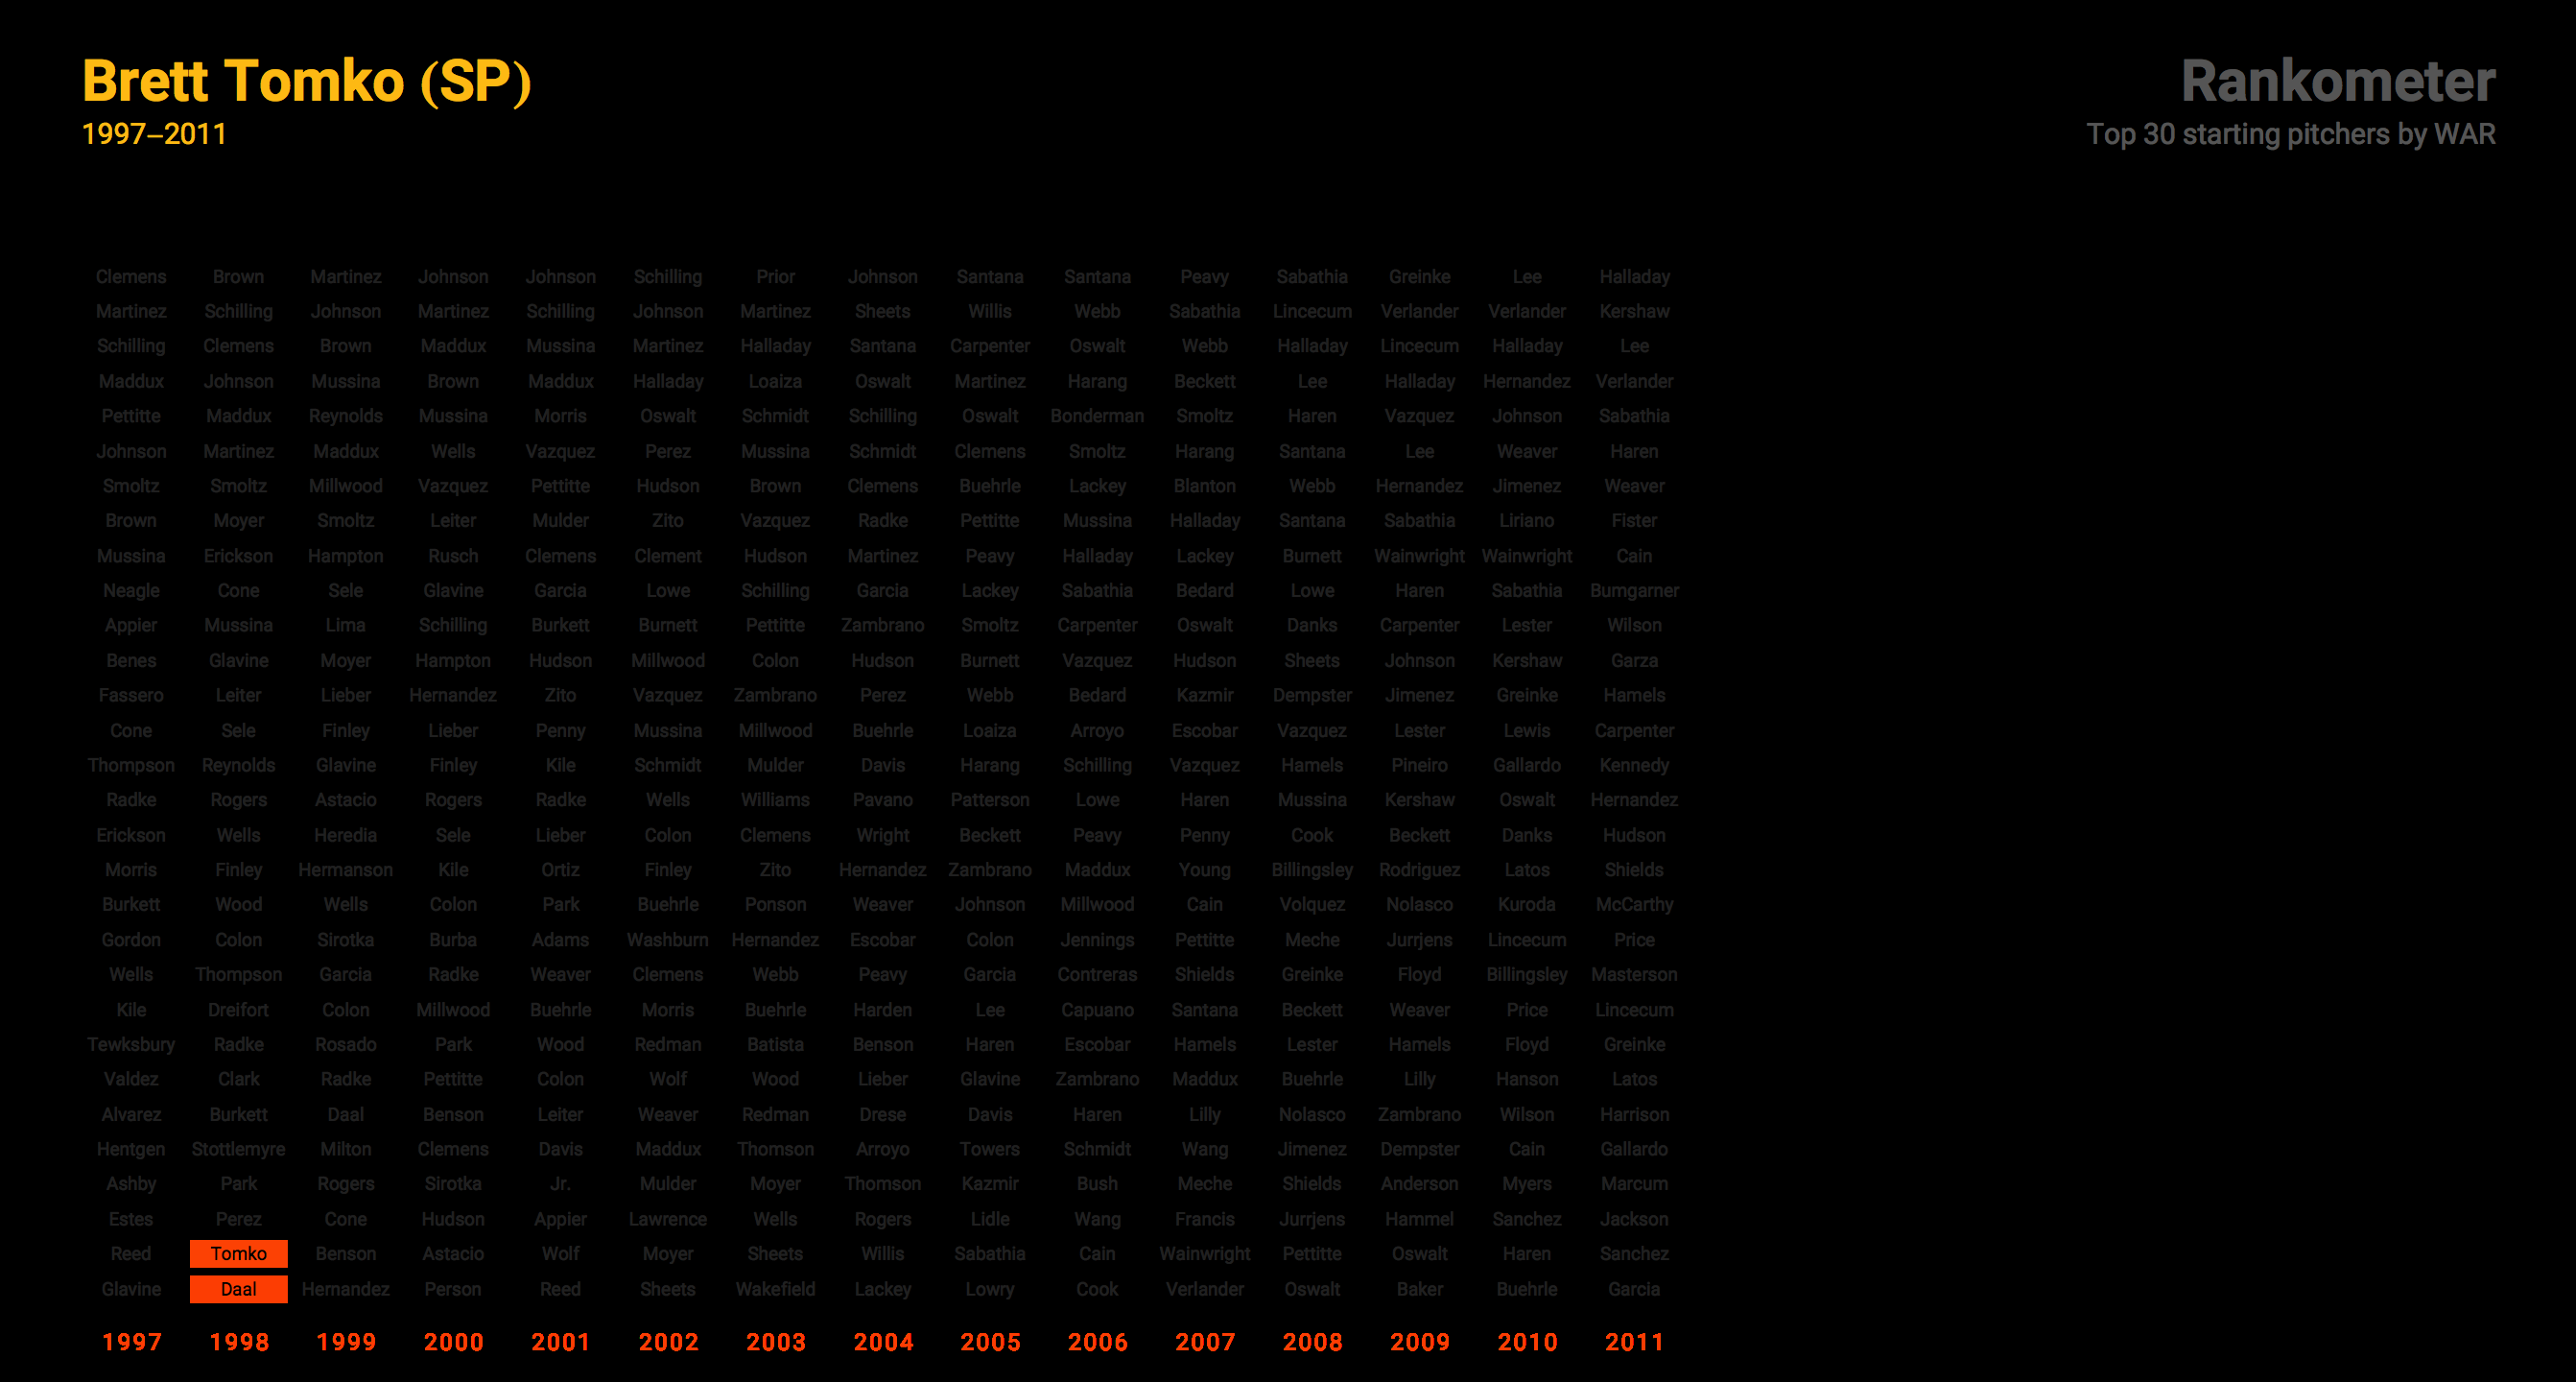 Brett Tomko (SP)
1997–2011
Rankometer
Top 30 starting pitchers by WAR
Clemens Brown Martinez Johnson Johnson Schilling Prior Johnson Santana Santana Peavy Sabathia Greinke Lee Halladay
Martinez Schilling Johnson Martinez Schilling Johnson Martinez Sheets Willis Webb Sabathia Lincecum Verlander Verlander Kershaw
Schilling Clemens Brown Maddux Mussina Martinez Halladay Santana Carpenter Oswalt Webb Halladay Lincecum Halladay Lee
Maddux Johnson Mussina Brown Maddux Halladay Loaiza Oswalt Martinez Harang Beckett Lee Halladay Hernandez Verlander
Pettitte Maddux Reynolds Mussina Morris Oswalt Schmidt Schilling Oswalt Bonderman Smoltz Haren Vazquez Johnson Sabathia
Johnson Martinez Maddux Wells Vazquez Perez Mussina Schmidt Clemens Smoltz Harang Santana Lee Weaver Haren
Smoltz Smoltz Millwood Vazquez Pettitte Hudson Brown Clemens Buehrle Lackey Blanton Webb Hernandez Jimenez Weaver
Brown Moyer Smoltz Leiter Mulder Zito Vazquez Radke Pettitte Mussina Halladay Santana Sabathia Liriano Fister
Mussina Erickson Hampton Rusch Clemens Clement Hudson Martinez Peavy Halladay Lackey Burnett Wainwright Wainwright Cain
Neagle Cone Sele Glavine Garcia Lowe Schilling Garcia Lackey Sabathia Bedard Lowe Haren Sabathia Bumgarner
Appier Mussina Lima Schilling Burkett Burnett Pettitte Zambrano Smoltz Carpenter Oswalt Danks Carpenter Lester Wilson
Benes Glavine Moyer Hampton Hudson Millwood Colon Hudson Burnett Vazquez Hudson Sheets Johnson Kershaw Garza
Fassero Leiter Lieber Hernandez Zito Vazquez Zambrano Perez Webb Bedard Kazmir Dempster Jimenez Greinke Hamels
Cone Sele Finley Lieber Penny Mussina Millwood Buehrle Loaiza Arroyo Escobar Vazquez Lester Lewis Carpenter
Thompson Reynolds Glavine Finley Kile Schmidt Mulder Davis Harang Schilling Vazquez Hamels Pineiro Gallardo Kennedy
Radke Rogers Astacio Rogers Radke Wells Williams Pavano Patterson Lowe Haren Mussina Kershaw Oswalt Hernandez
Erickson Wells Heredia Sele Lieber Colon Clemens Wright Beckett Peavy Penny Cook Beckett Danks Hudson
Morris Finley Hermanson Kile Ortiz Finley Zito Hernandez Zambrano Maddux Young Billingsley Rodriguez Latos Shields
Burkett Wood Wells Colon Park Buehrle Ponson Weaver Johnson Millwood Cain Volquez Nolasco Kuroda McCarthy
Gordon Colon Sirotka Burba Adams Washburn Hernandez Escobar Colon Jennings Pettitte Meche Jurrjens Lincecum Price
Wells Thompson Garcia Radke Weaver Clemens Webb Peavy Garcia Contreras Shields Greinke Floyd Billingsley Masterson
Kile Dreifort Colon Millwood Buehrle Morris Buehrle Harden Lee Capuano Santana Beckett Weaver Price Lincecum
Tewksbury Radke Rosado Park Wood Redman Batista Benson Haren Escobar Hamels Lester Hamels Floyd Greinke
Valdez Clark Radke Pettitte Colon Wolf Wood Lieber Glavine Zambrano Maddux Buehrle Lilly Hanson Latos
Alvarez Burkett Daal Benson Leiter Weaver Redman Drese Davis Haren Lilly Nolasco Zambrano Wilson Harrison
Hentgen Stottlemyre Milton Clemens Davis Maddux Thomson Arroyo Towers Schmidt Wang Jimenez Dempster Cain Gallardo
Ashby Park Rogers Sirotka Jr. Mulder Moyer Thomson Kazmir Bush Meche Shields Anderson Myers Marcum
Estes Perez Cone Hudson Appier Lawrence Wells Rogers Lidle Wang Francis Jurrjens Hammel Sanchez Jackson
Reed Tomko Benson Astacio Wolf Moyer Sheets Willis Sabathia Cain Wainwright Pettitte Oswalt Haren Sanchez
Glavine Daal Hernandez Person Reed Sheets Wakefield Lackey Lowry Cook Verlander Oswalt Baker Buehrle Garcia
1997 1998 1999 2000 2001 2002 2003 2004 2005 2006 2007 2008 2009 2010 2011